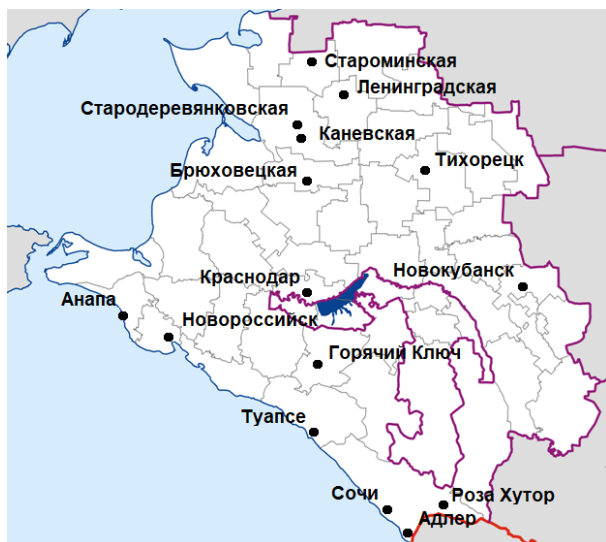 Староминская
Ленинградская
Стародеревянковская
Каневская
Тихорецк
Брюховецкая
Краснодар
Новокубанск
Анапа
Новороссийск
Горячий Ключ
Туапсе
Сочи
Роза Хутор
Адлер